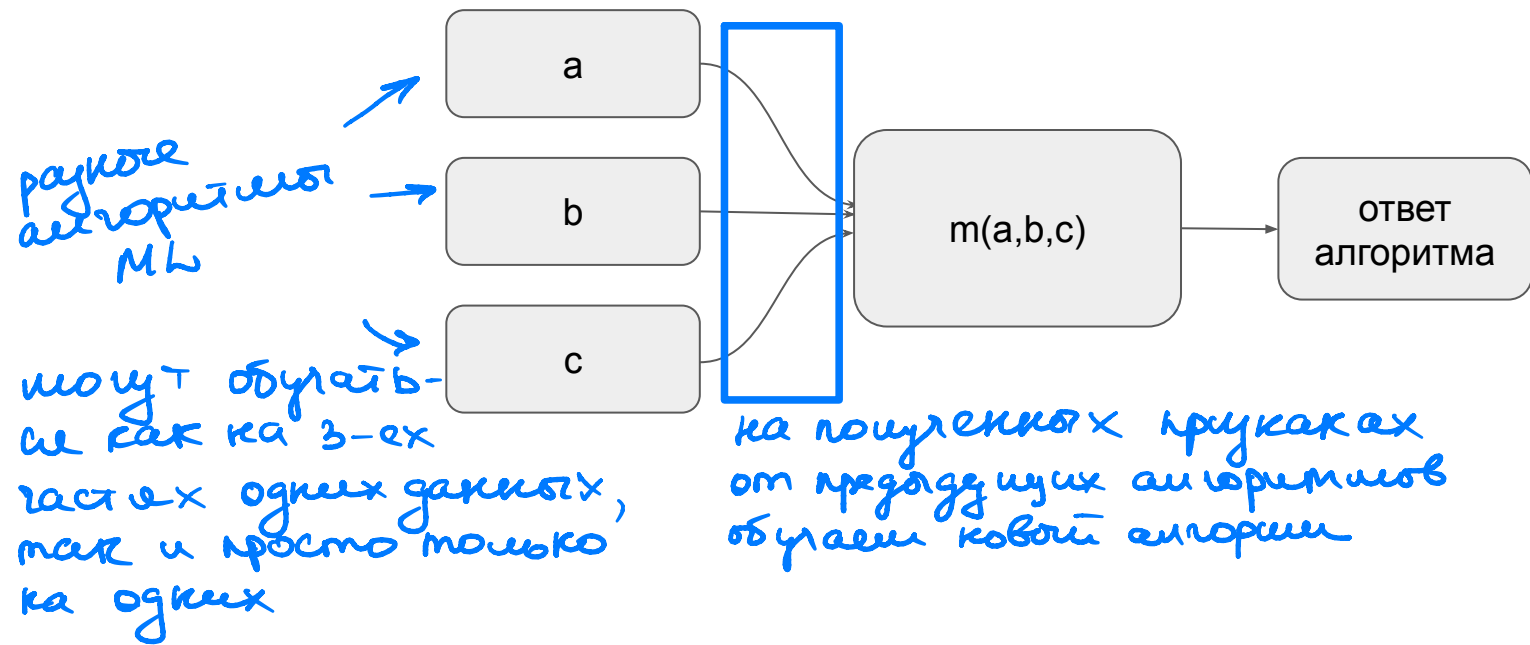 a
b
c
m(a,b,c)
ответ
алгоритма
разные
алгоритмы
ML
могут обучать-
ся как на 3-ех
частях одних данных,
так и просто только
на одних
на полученных признаках
от предыдущих алгоритмов
обучаем новый алгоритм